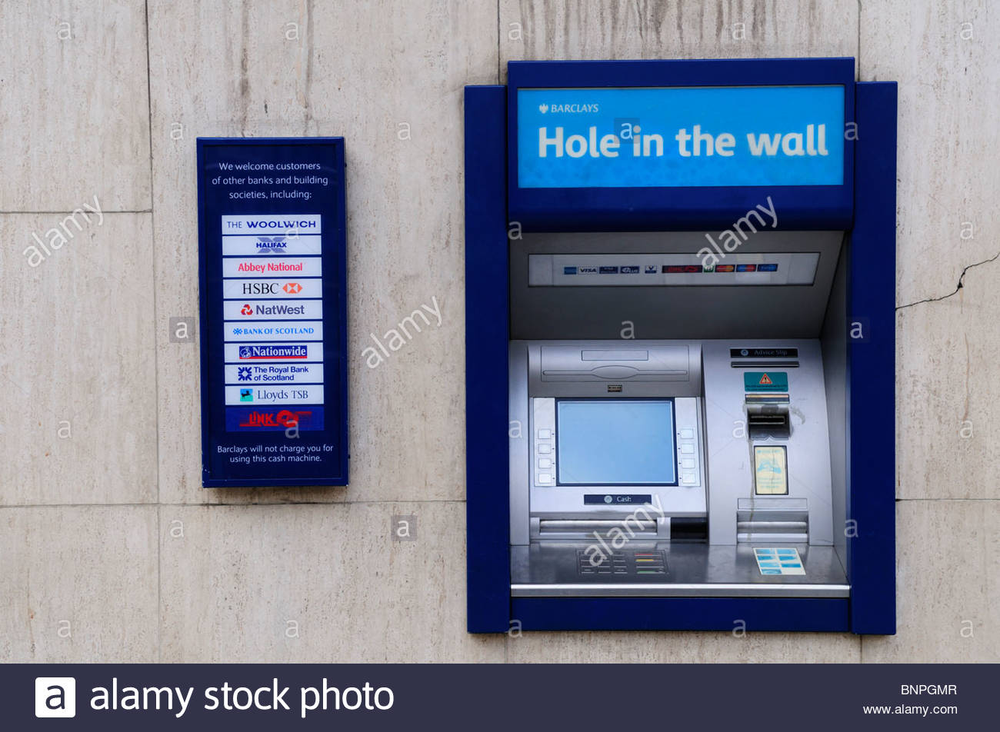 We welcome customers
of other banks and building
societies, including:
THE WOOLWICH
HALIFAX
Abbey National
HSBC
NatWest
BANK OF SCOTLAND
Nationwide
The Royal Bank
of Scotland
Lloyds TSB
LINK
Barclays will not charge you for
using this cash machine.
BARCLAYS
Hole in the wall
VISA
PLUS
LINK
Advice Slip
Cash
a alamy stock photo
BNPGMR
www.alamy.com